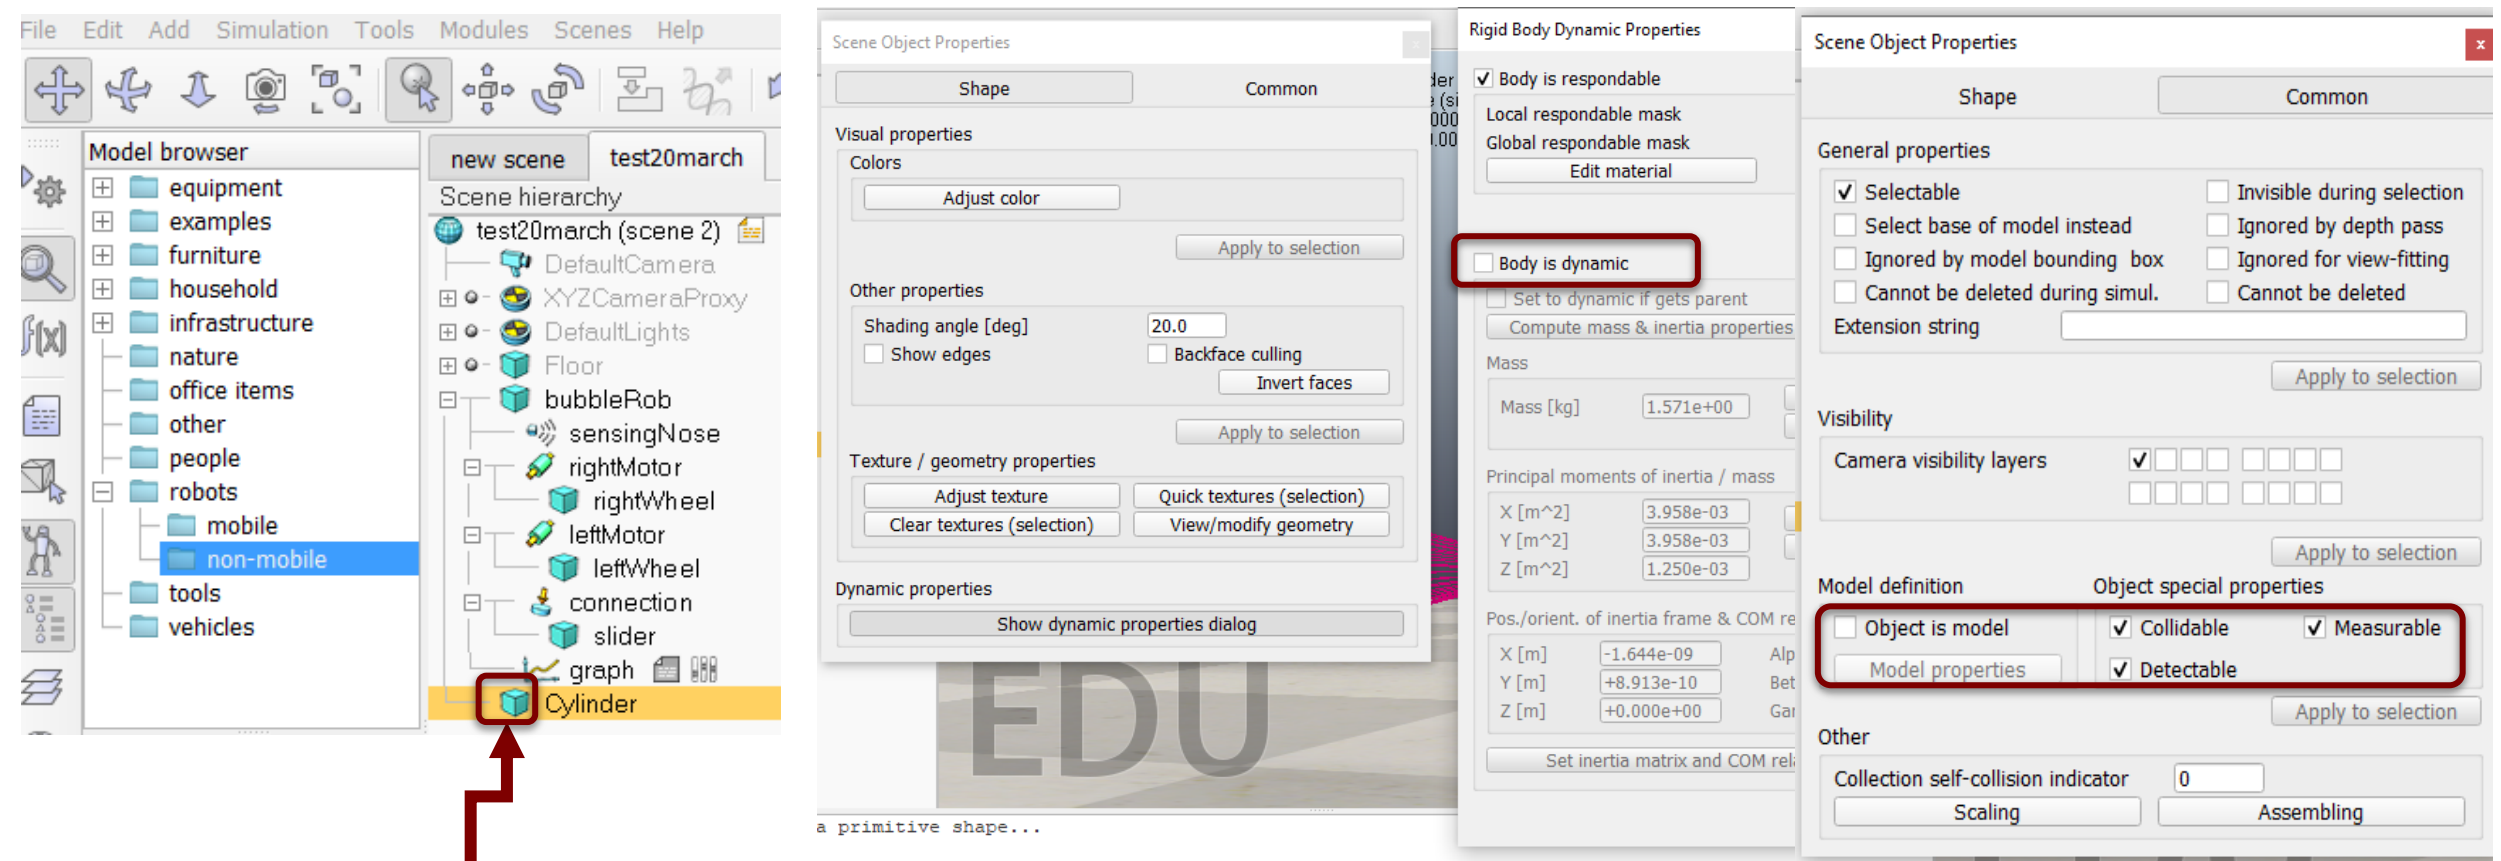 File Edit Add Simulation Tools Modules Scenes Help
Model browser
equipment
examples
furniture
household
infrastructure
nature
office items
other
people
robots
mobile
non-mobile
tools
vehicles
f(x)
new scene test20march
Scene hierarchy
test20march (scene 2)
DefaultCamera
XYZCameraProxy
DefaultLights
Floor
bubbleRob
sensingNose
rightMotor
rightWheel
leftMotor
leftWheel
connection
slider
graph
Cylinder
Scene Object Properties
x
Shape Common
Visual properties
Colors
Adjust color
Apply to selection
Other properties
Shading angle [deg] 20.0
Show edges Backface culling
Invert faces
Apply to selection
Texture / geometry properties
Adjust texture Quick textures (selection)
Clear textures (selection) View/modify geometry
Dynamic properties
Show dynamic properties dialog
EDU
a primitive shape...
Rigid Body Dynamic Properties
Body is respondable
Local respondable mask
Global respondable mask
Edit material
Body is dynamic
Set to dynamic if gets parent
Compute mass & inertia properties
Mass
Mass [kg] 1.571e+00
Principal moments of inertia / mass
X [m^2] 3.958e-03
Y [m^2] 3.958e-03
Z [m^2] 1.250e-03
Pos./orient. of inertia frame & COM re
X [m] -1.644e-09 Alp
Y [m] +8.913e-10 Bet
Z [m] +0.000e+00 Gar
Set inertia matrix and COM rela
Scene Object Properties
x
Shape Common
General properties
Selectable Invisible during selection
Select base of model instead Ignored by depth pass
Ignored by model bounding box Ignored for view-fitting
Cannot be deleted during simul. Cannot be deleted
Extension string
Apply to selection
Visibility
Camera visibility layers
Apply to selection
Model definition Object special properties
Object is model Collidable Measurable
Model properties Detectable
Apply to selection
Other
Collection self-collision indicator 0
Scaling Assembling